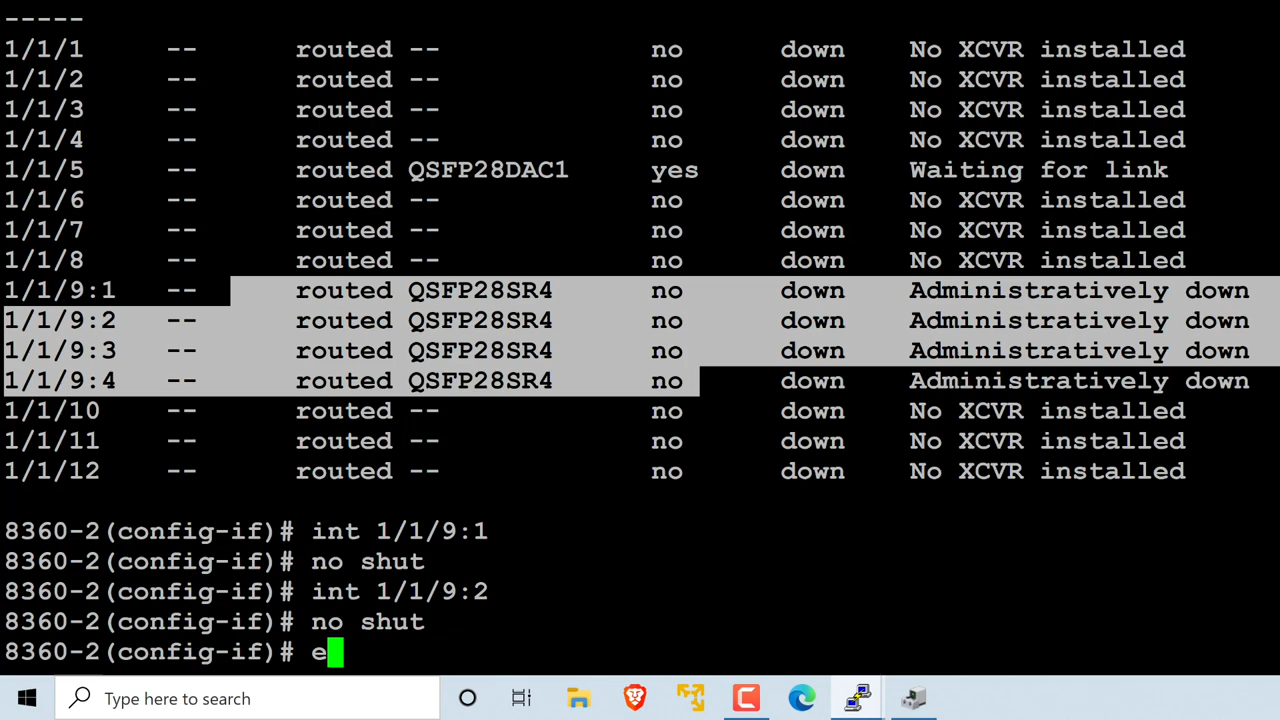 -----
1/1/1 -- routed -- no down No XCVR installed
1/1/2 -- routed -- no down No XCVR installed
1/1/3 -- routed -- no down No XCVR installed
1/1/4 -- routed -- no down No XCVR installed
1/1/5 -- routed QSFP28DAC1 yes down Waiting for link
1/1/6 -- routed -- no down No XCVR installed
1/1/7 -- routed -- no down No XCVR installed
1/1/8 -- routed -- no down No XCVR installed
1/1/9:1 -- routed QSFP28SR4 no down Administratively down
1/1/9:2 -- routed QSFP28SR4 no down Administratively down
1/1/9:3 -- routed QSFP28SR4 no down Administratively down
1/1/9:4 -- routed QSFP28SR4 no down Administratively down
1/1/10 -- routed -- no down No XCVR installed
1/1/11 -- routed -- no down No XCVR installed
1/1/12 -- routed -- no down No XCVR installed
8360-2(config-if)# int 1/1/9:1
8360-2(config-if)# no shut
8360-2(config-if)# int 1/1/9:2
8360-2(config-if)# no shut
8360-2(config-if)# e
Type here to search